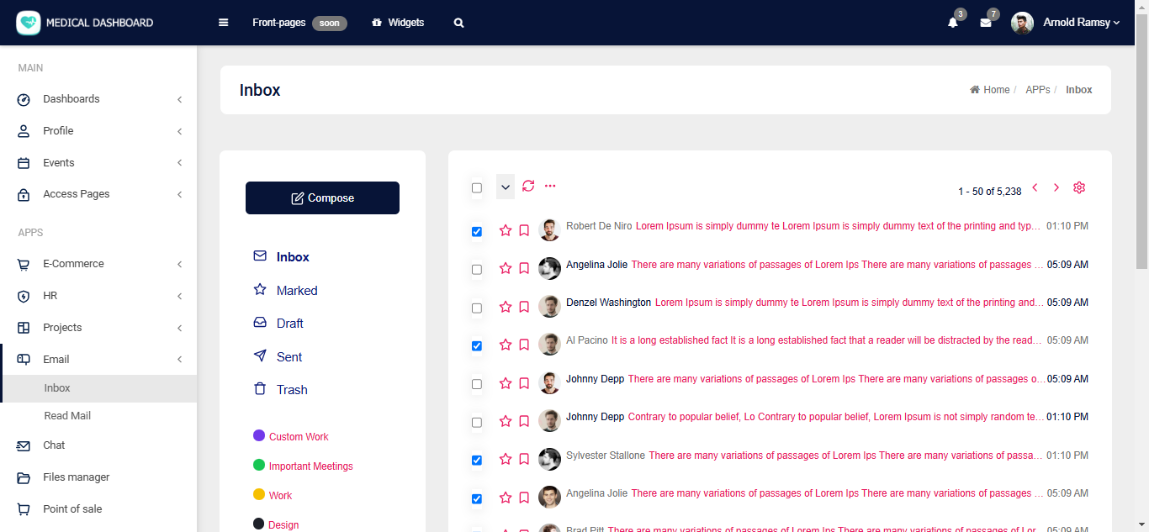 MEDICAL DASHBOARD
Front-pages soon Widgets
3 7 Arnold Ramsy
MAIN
Dashboards
Profile
Events
Access Pages
APPS
E-Commerce
HR
Projects
Email
Inbox
Read Mail
Chat
Files manager
Point of sale
Inbox
Home / APPs / Inbox
Compose
Inbox
Marked
Draft
Sent
Trash
Custom Work
Important Meetings
Work
Design
1 - 50 of 5,238
Robert De Niro Lorem Ipsum is simply dummy te Lorem Ipsum is simply dummy text of the printing and typ... 01:10 PM
Angelina Jolie There are many variations of passages of Lorem Ips There are many variations of passages ... 05:09 AM
Denzel Washington Lorem Ipsum is simply dummy te Lorem Ipsum is simply dummy text of the printing and... 05:09 AM
Al Pacino It is a long established fact It is a long established fact that a reader will be distracted by the read... 05:09 AM
Johnny Depp There are many variations of passages of Lorem Ips There are many variations of passages o... 05:09 AM
Johnny Depp Contrary to popular belief, Lo Contrary to popular belief, Lorem Ipsum is not simply random te... 01:10 PM
Sylvester Stallone There are many variations of passages of Lorem Ips There are many variations of passa... 01:10 PM
Angelina Jolie There are many variations of passages of Lorem Ips There are many variations of passages ... 05:09 AM
Brad Pitt There are many variations of passages of Lorem Ips There are many variations of passages of Lore... 05:09 AM